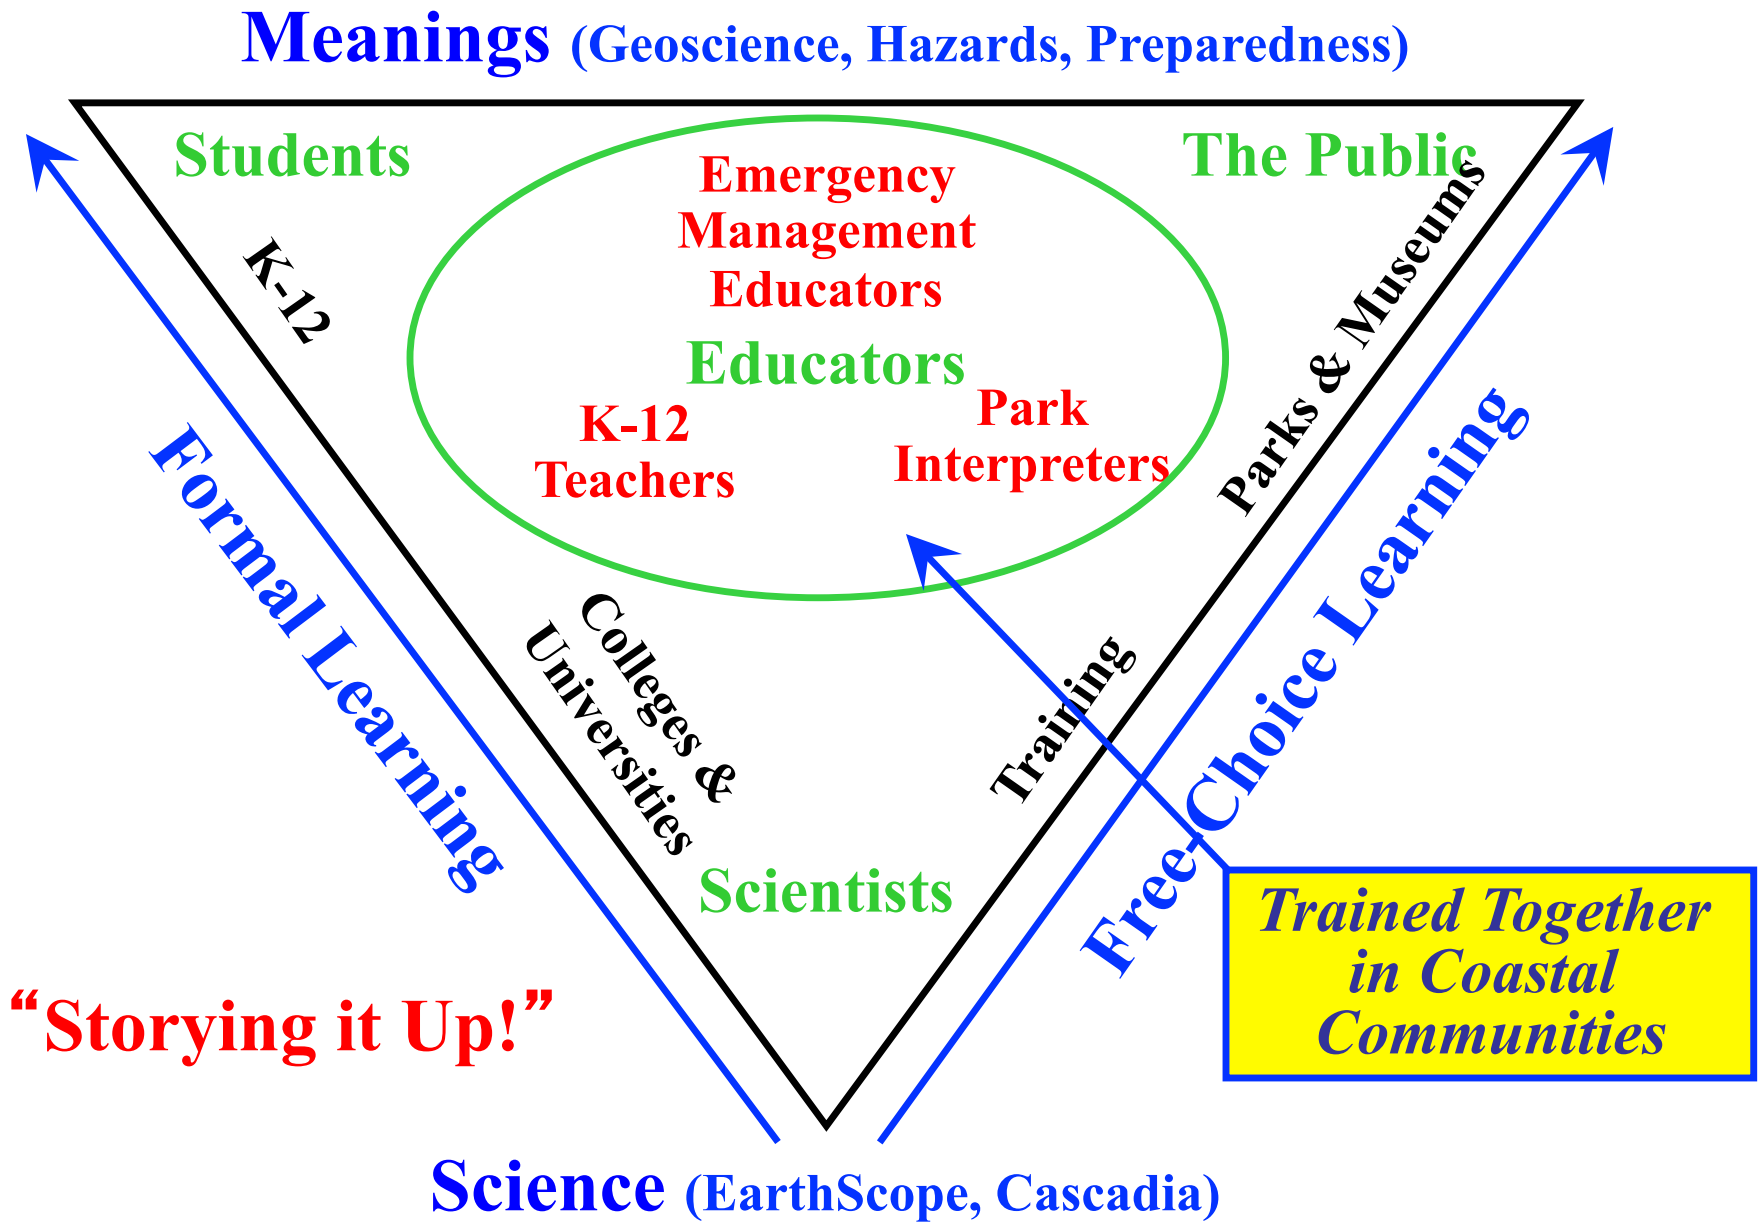 Meanings (Geoscience, Hazards, Preparedness)
Students
The Public
Emergency
Management
Educators
Educators
K-12
Teachers
Park
Interpreters
K-12
Parks & Museums
Formal Learning
Free-Choice Learning
Colleges &
Universities
Training
Scientists
Trained Together
in Coastal
Communities
“Storying it Up!”
Science (EarthScope, Cascadia)